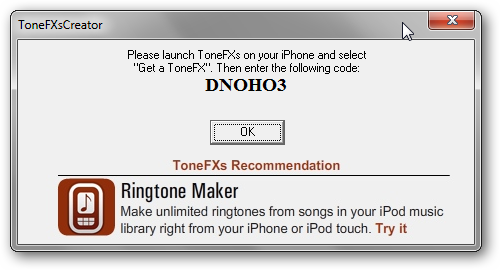 ToneFXsCreator
Please launch ToneFXs on your iPhone and select
"Get a ToneFX". Then enter the following code:
DNOHO3
OK
ToneFXs Recommendation
Ringtone Maker
Make unlimited ringtones from songs in your iPod music
library right from your iPhone or iPod touch. Try it